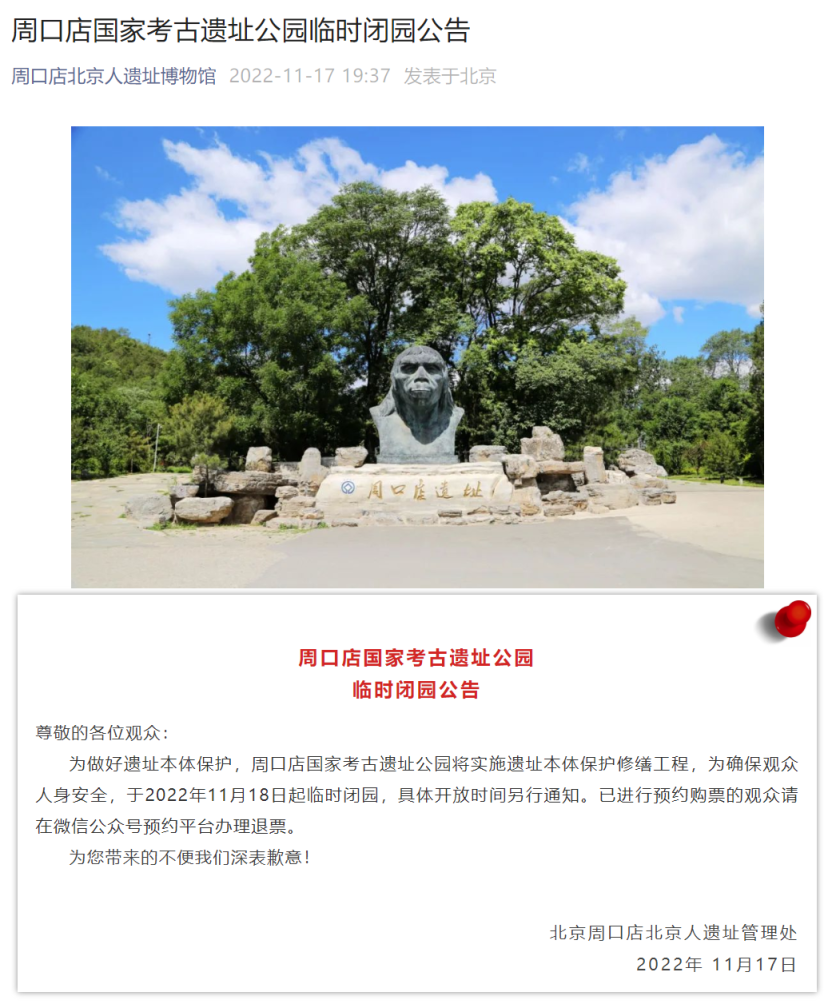 周口店国家考古遗址公园临时闭园公告
周口店北京人遗址博物馆 2022-11-17 19:37 发表于北京
周口店遗址
周口店国家考古遗址公园
临时闭园公告
尊敬的各位观众：
为做好遗址本体保护，周口店国家考古遗址公园将实施遗址本体保护修缮工程，为确保观众
人身安全，于2022年11月18日起临时闭园，具体开放时间另行通知。已进行预约购票的观众请
在微信公众号预约平台办理退票。
为您带来的不便我们深表歉意！
北京周口店北京人遗址管理处
2022年 11月17日